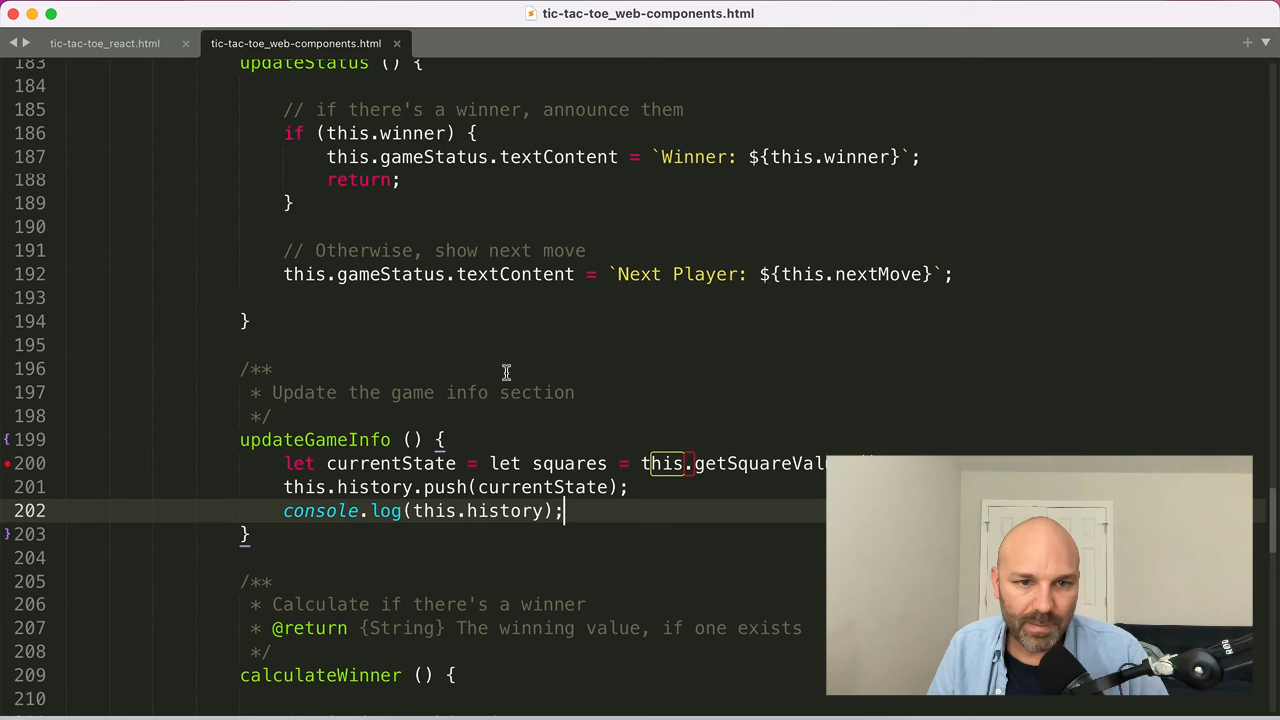 tic-tac-toe_web-components.html
tic-tac-toe_react.html
tic-tac-toe_web-components.html
183 updateStatus () {
184
185 // if there's a winner, announce them
186 if (this.winner) {
187 this.gameStatus.textContent = `Winner: ${this.winner}`;
188 return;
189 }
190
191 // Otherwise, show next move
192 this.gameStatus.textContent = `Next Player: ${this.nextMove}`;
193
194 }
195
196 /**
197 * Update the game info section
198 */
199 updateGameInfo () {
200 let currentState = let squares =
201 this.history.push(currentState);
202 console.log(this.history);
203 }
204
205 /**
206 * Calculate if there's a winner
207 * @return {String} The winning value, if one exists
208 */
209 calculateWinner () {
210